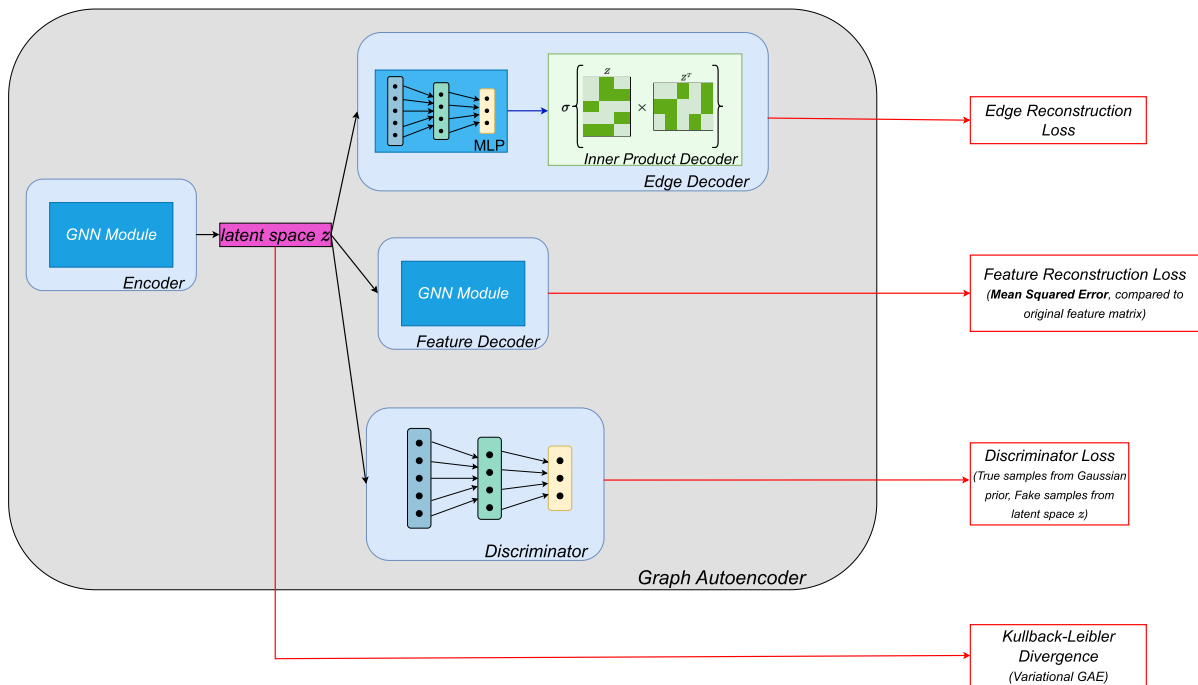 z
z^T
σ
×
MLP
Inner Product Decoder
Edge Decoder
Edge Reconstruction
Loss
GNN Module
Encoder
latent space z
GNN Module
Feature Decoder
Feature Reconstruction Loss
(Mean Squared Error, compared to
original feature matrix)
Discriminator
Discriminator Loss
(True samples from Gaussian
prior, Fake samples from
latent space z)
Graph Autoencoder
Kullback-Leibler
Divergence
(Variational GAE)